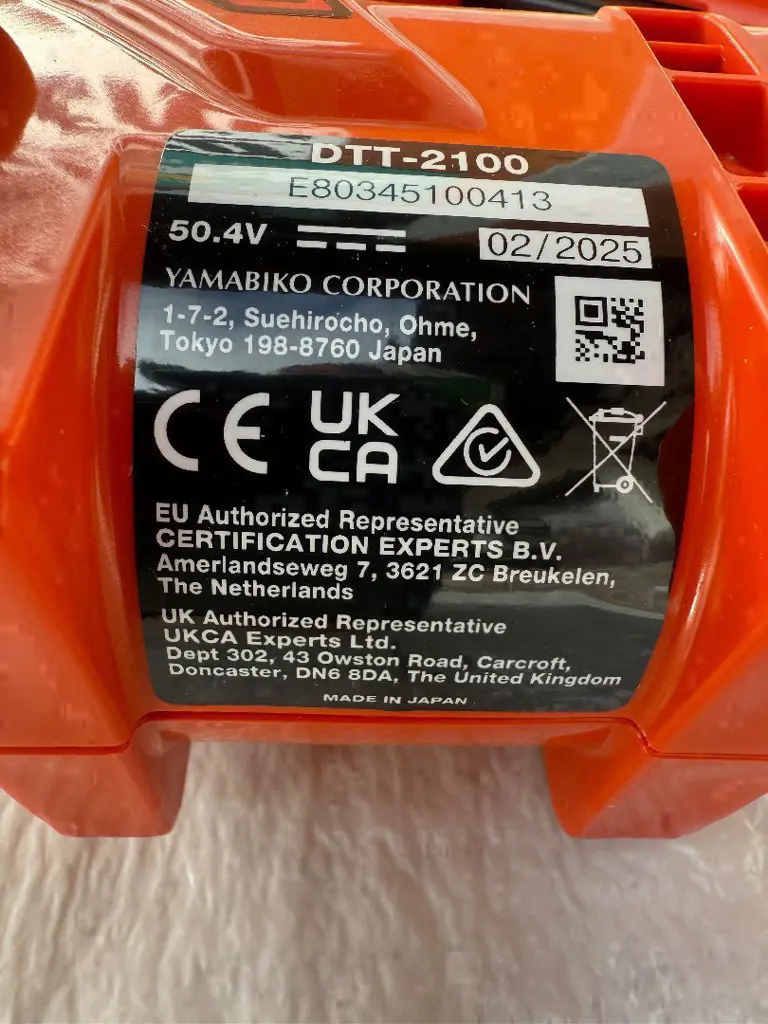 DTT-2100
E80345100413
50.4V
02/2025
YAMABIKO CORPORATION
1-7-2, Suehirocho, Ohme,
Tokyo 198-8760 Japan
CE
UK
CA
EU Authorized Representative
CERTIFICATION EXPERTS B.V.
Amerlandseweg 7, 3621 ZC Breukelen,
The Netherlands
UK Authorized Representative
UKCA Experts Ltd.
Dept 302, 43 Owston Road, Carcroft,
Doncaster, DN6 8DA, The United Kingdom
MADE IN JAPAN